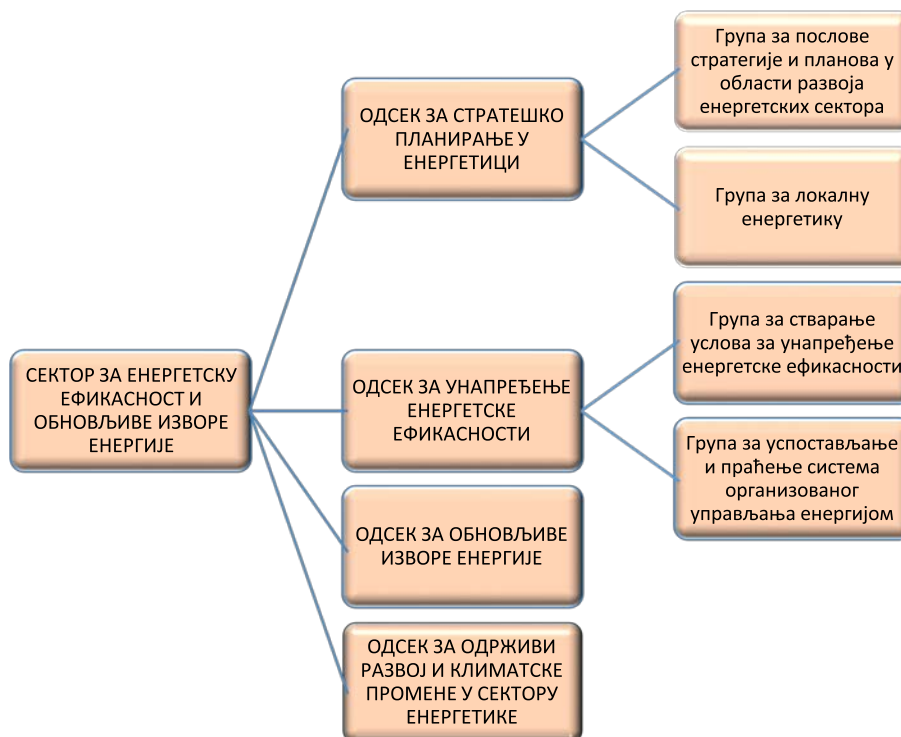 СЕКТОР ЗА ЕНЕРГЕТСКУ
ЕФИКАСНОСТ И
ОБНОВЉИВЕ ИЗВОРЕ
ЕНЕРГИЈЕ
ОДСЕК ЗА СТРАТЕШКО
ПЛАНИРАЊЕ У
ЕНЕРГЕТИЦИ
Група за послове
стратегије и планова у
области развоја
енергетских сектора
Група за локалну
енергетику
ОДСЕК ЗА УНАПРЕЂЕЊЕ
ЕНЕРГЕТСКЕ
ЕФИКАСНОСТИ
Група за стварање
услова за унапређење
енергетске ефикасности
Група за успостављање
и праћење система
организованог
управљања енергијом
ОДСЕК ЗА ОБНОВЉИВЕ
ИЗВОРЕ ЕНЕРГИЈЕ
ОДСЕК ЗА ОДРЖИВИ
РАЗВОЈ И КЛИМАТСКЕ
ПРОМЕНЕ У СЕКТОРУ
ЕНЕРГЕТИКЕ